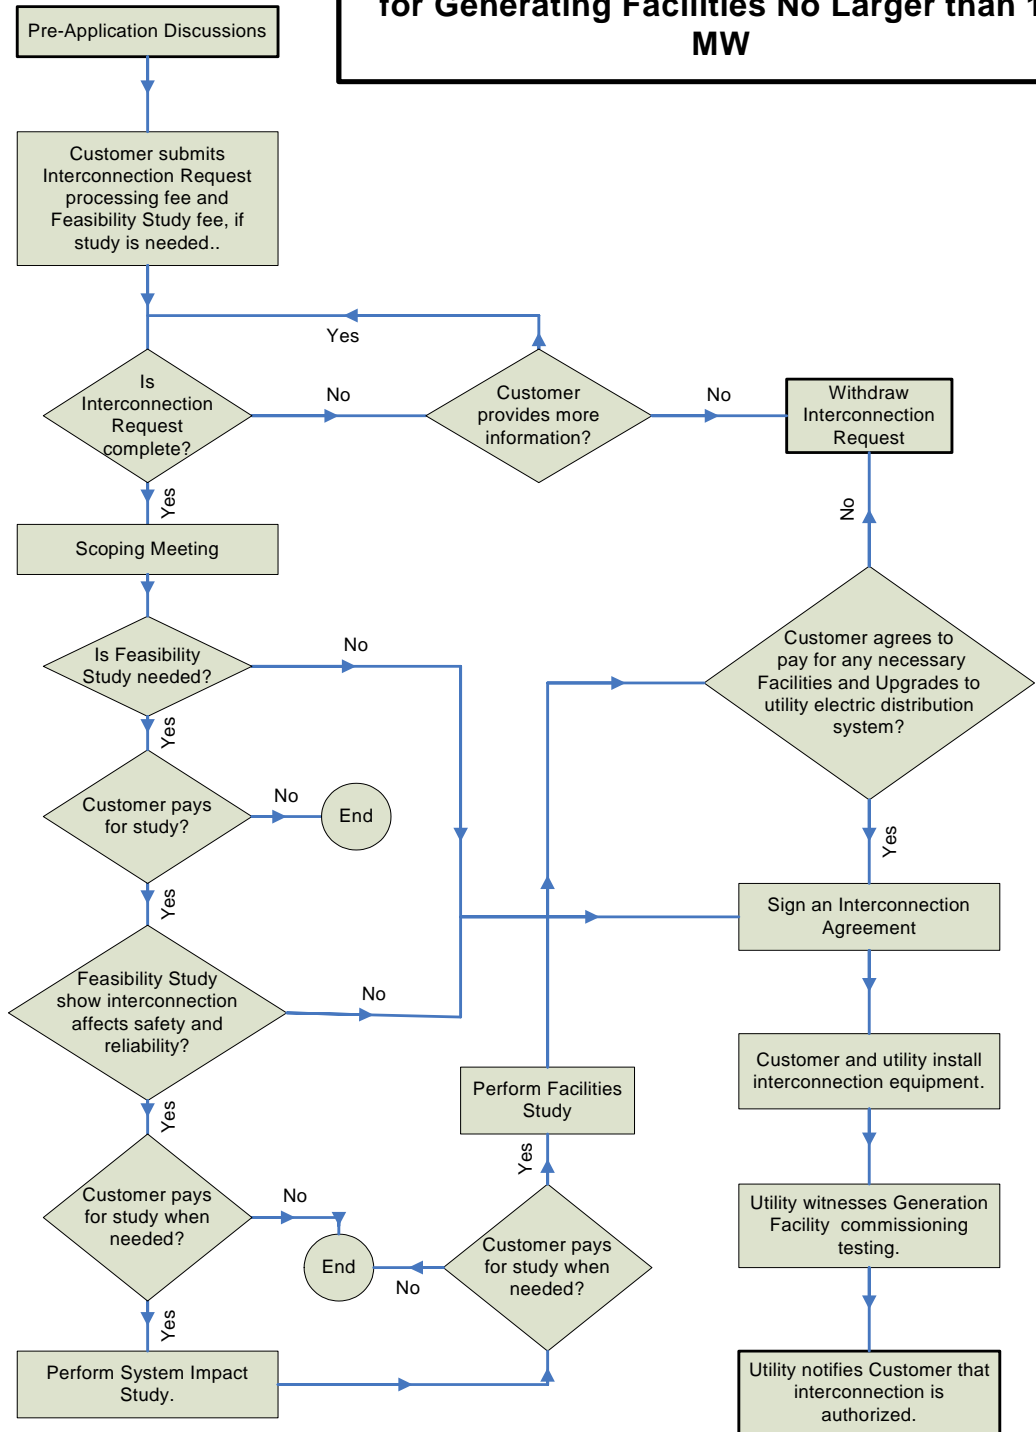 for Generating Facilities No Larger than 1
MW
Pre-Application Discussions
Customer submits
Interconnection Request
processing fee and
Feasibility Study fee, if
study is needed..
Yes
Is
Interconnection
Request
complete?
No
Customer
provides more
information?
No
Withdraw
Interconnection
Request
Yes
No
Scoping Meeting
Is Feasibility
Study needed?
No
Customer agrees to
pay for any necessary
Facilities and Upgrades to
utility electric distribution
system?
Yes
Customer pays
for study?
No
End
Yes
Yes
Sign an Interconnection
Agreement
Feasibility Study
show interconnection
affects safety and
reliability?
No
Customer and utility install
interconnection equipment.
Perform Facilities
Study
Yes
Yes
Customer pays
for study when
needed?
No
End
No
Customer pays
for study when
needed?
Utility witnesses Generation
Facility commissioning
testing.
Yes
Perform System Impact
Study.
Utility notifies Customer that
interconnection is
authorized.